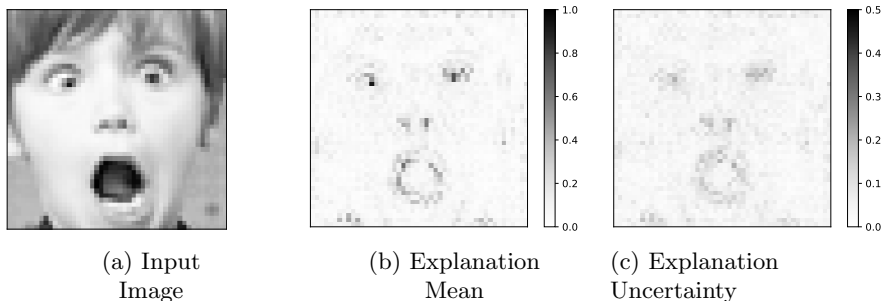 1.0
0.8
0.6
0.4
0.2
0.0
0.5
0.4
0.3
0.2
0.1
0.0
(a) Input
Image
(b) Explanation
Mean
(c) Explanation
Uncertainty